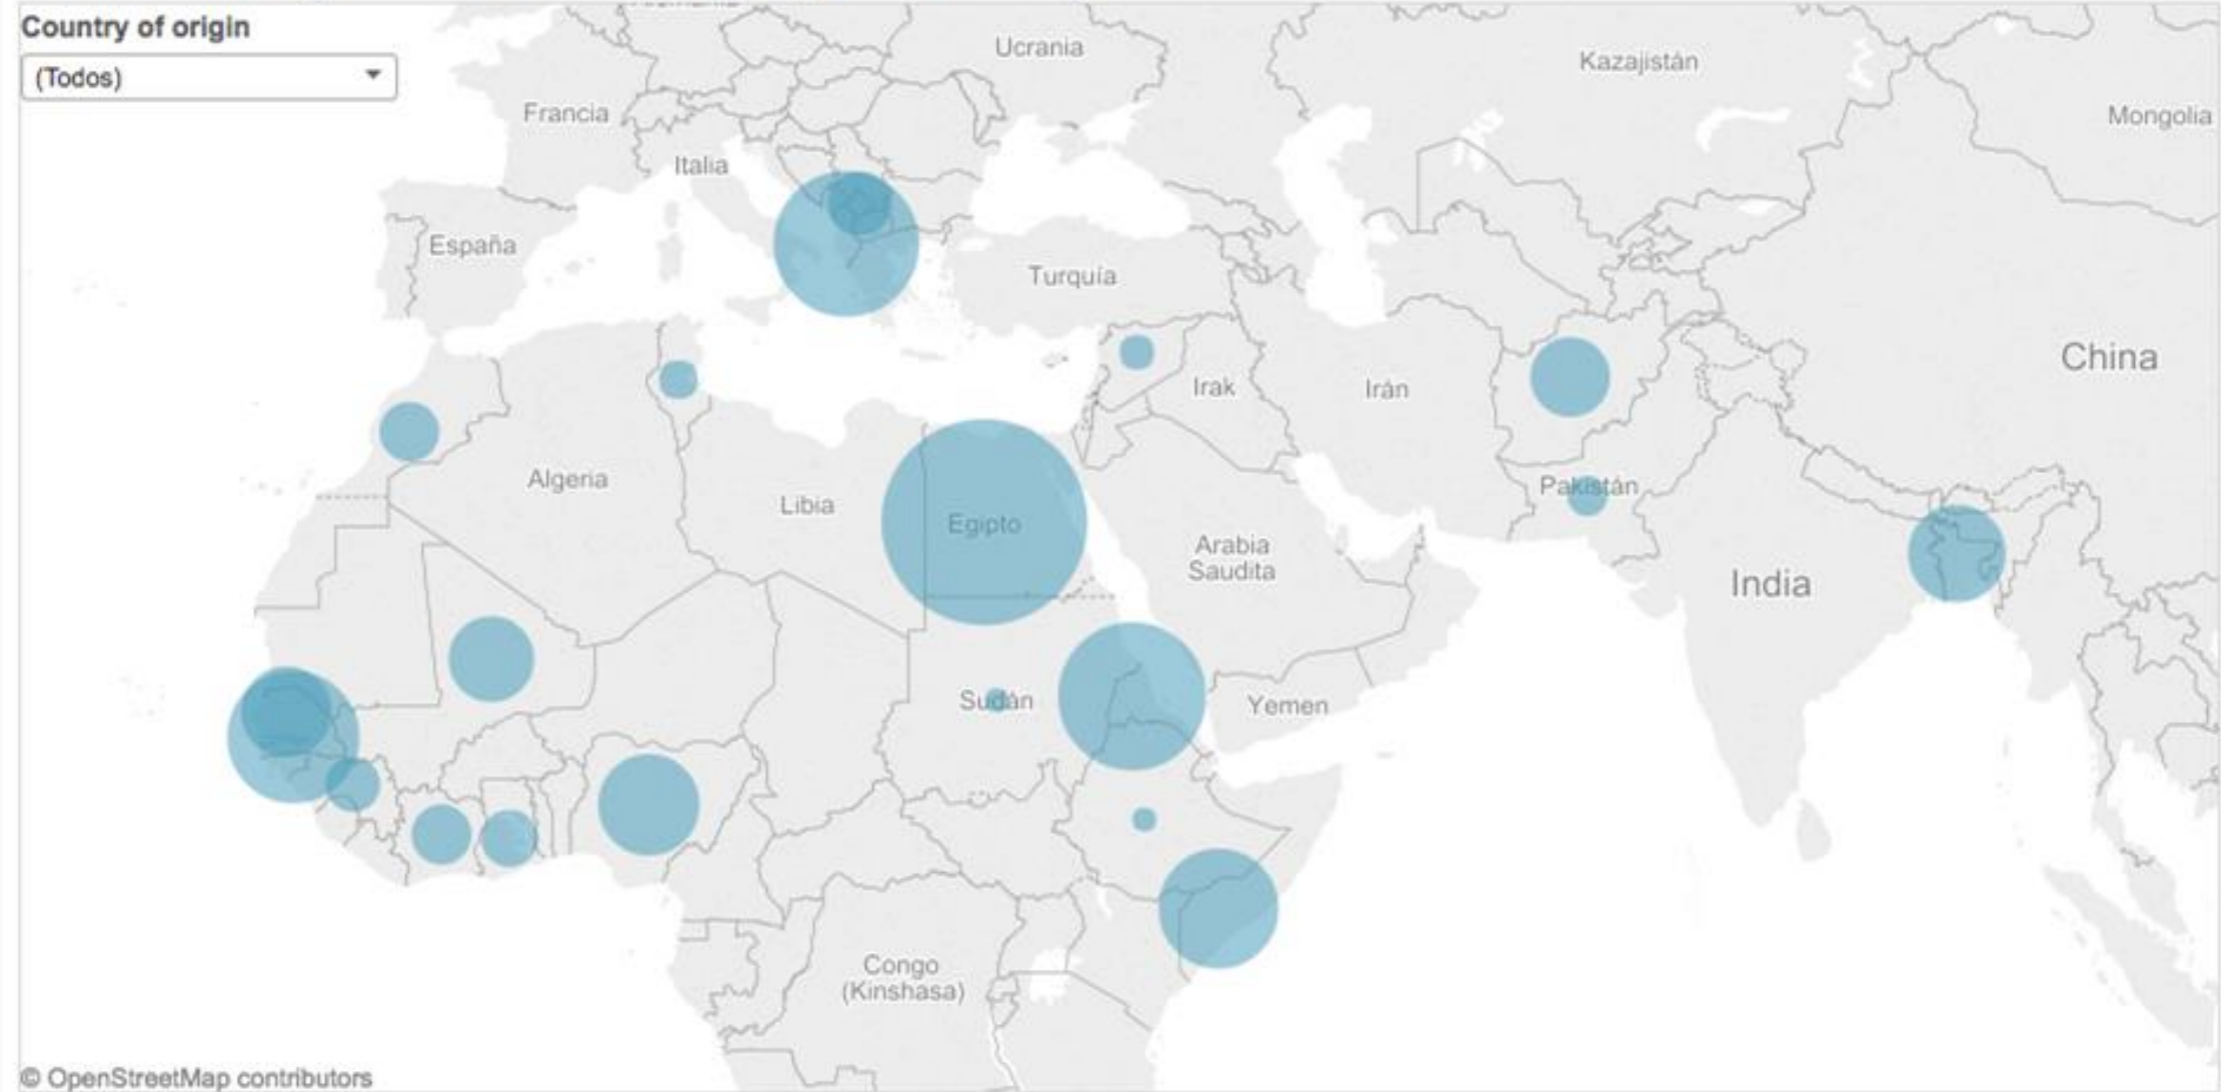 Country of origin
(Todos)
Ucrania
Kazajistán
Francia
Mongolia
Italia
España
Turquía
China
Irak
Irán
Algeria
Pakistán
Libia
Egipto
Arabia
Saudita
India
Sudán
Yemen
Congo
(Kinshasa)
© OpenStreetMap contributors